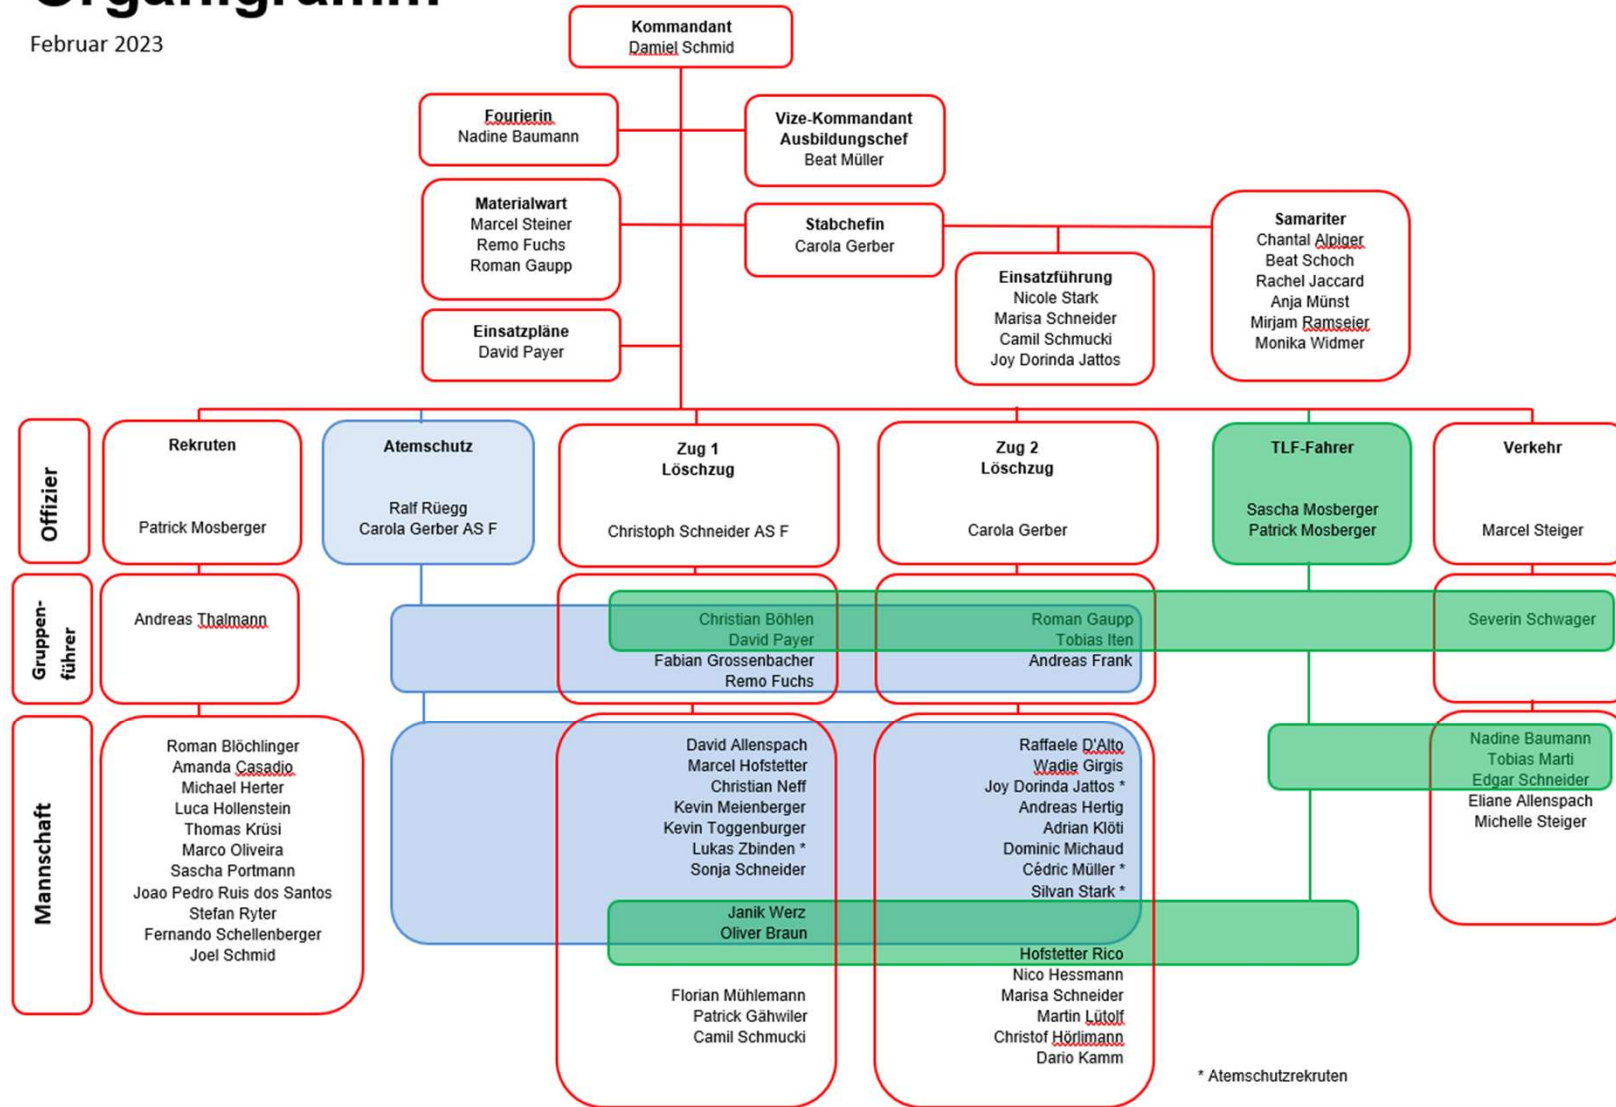 Organigramm
Februar 2023
Kommandant
Damiel Schmid
Fourierin
Nadine Baumann
Vize-Kommandant
Ausbildungschef
Beat Müller
Materialwart
Marcel Steiner
Remo Fuchs
Roman Gaupp
Stabchefin
Carola Gerber
Samariter
Chantal Alpiger
Beat Schoch
Rachel Jaccard
Anja Münst
Mirjam Ramseier
Monika Widmer
Einsatzführung
Nicole Stark
Marisa Schneider
Camil Schmucki
Joy Dorinda Jattos
Einsatzpläne
David Payer
Offizier
Rekruten
Patrick Mosberger
Atemschutz
Ralf Rüegg
Carola Gerber AS F
Zug 1
Löschzug
Christoph Schneider AS F
Zug 2
Löschzug
Carola Gerber
TLF-Fahrer
Sascha Mosberger
Patrick Mosberger
Verkehr
Marcel Steiger
Gruppen-
führer
Andreas Thalmann
Christian Böhlen
David Payer
Fabian Grossenbacher
Remo Fuchs
Roman Gaupp
Tobias Iten
Andreas Frank
Severin Schwager
Mannschaft
Roman Blöchlinger
Amanda Casadio
Michael Herter
Luca Hollenstein
Thomas Krüsi
Marco Oliveira
Sascha Portmann
Joao Pedro Ruis dos Santos
Stefan Ryter
Fernando Schellenberger
Joel Schmid
David Allenspach
Marcel Hofstetter
Christian Neff
Kevin Meienberger
Kevin Toggenburger
Lukas Zbinden *
Sonja Schneider
Janik Werz
Oliver Braun
Florian Mühlemann
Patrick Gähwiler
Camil Schmucki
Raffaele D'Alto
Wadie Girgis
Joy Dorinda Jattos *
Andreas Hertig
Adrian Klöti
Dominic Michaud
Cédric Müller *
Silvan Stark *
Hofstetter Rico
Nico Hessmann
Marisa Schneider
Martin Lütolf
Christof Hörlimann
Dario Kamm
Nadine Baumann
Tobias Marti
Edgar Schneider
Eliane Allenspach
Michelle Steiger
* Atemschutzrekruten